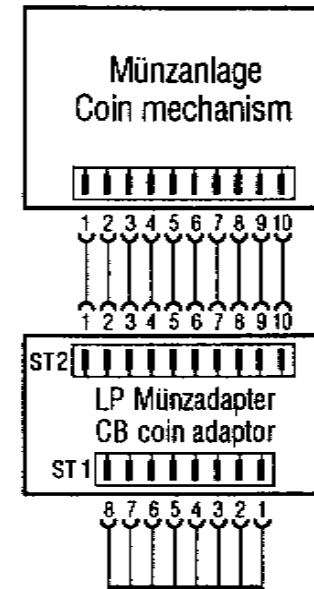 Münzanlage
Coin mechanism
1 2 3 4 5 6 7 8 9 10
1 2 3 4 5 6 7 8 9 10
ST2
LP Münzadapter
CB coin adaptor
ST1
8 7 6 5 4 3 2 1